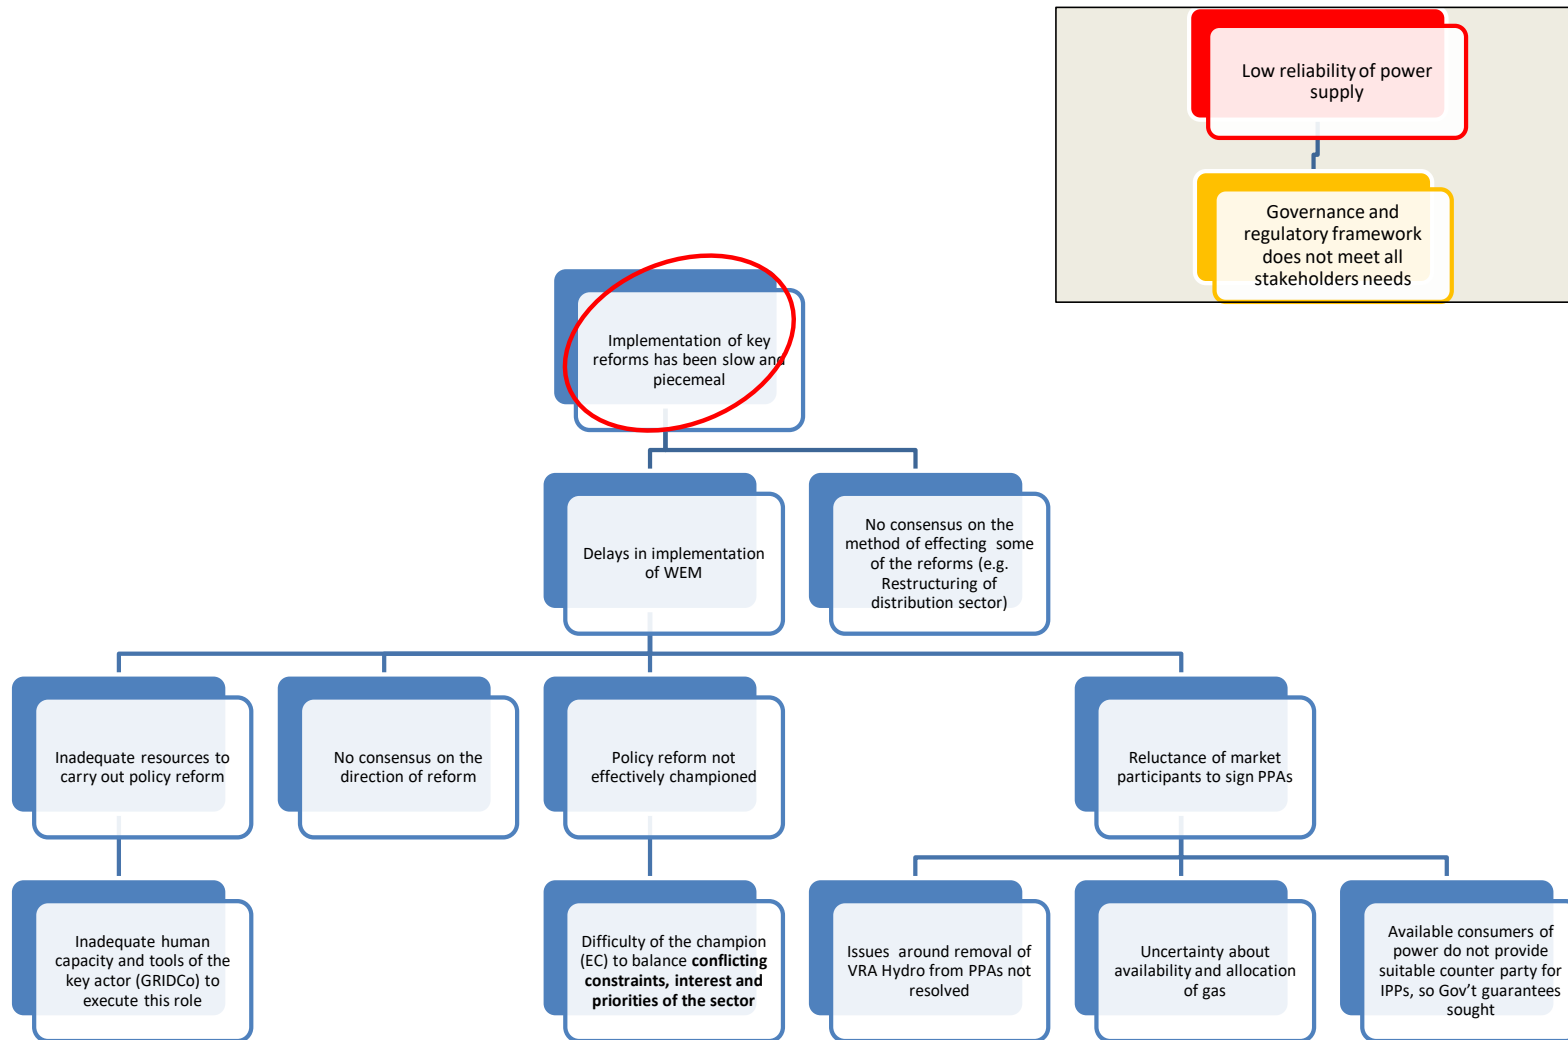 Low reliability of power
supply
Governance and
regulatory framework
does not meet all
stakeholders needs
Implementation of key
reforms has been slow and
piecemeal
Delays in implementation
of WEM
No consensus on the
method of effecting some
of the reforms (e.g.
Restructuring of
distribution sector)
Inadequate resources to
carry out policy reform
No consensus on the
direction of reform
Policy reform not
effectively championed
Reluctance of market
participants to sign PPAs
Inadequate human
capacity and tools of the
key actor (GRIDCo) to
execute this role
Difficulty of the champion
(EC) to balance conflicting
constraints, interest and
priorities of the sector
Issues around removal of
VRA Hydro from PPAs not
resolved
Uncertainty about
availability and allocation
of gas
Available consumers of
power do not provide
suitable counter party for
IPPs, so Gov’t guarantees
sought